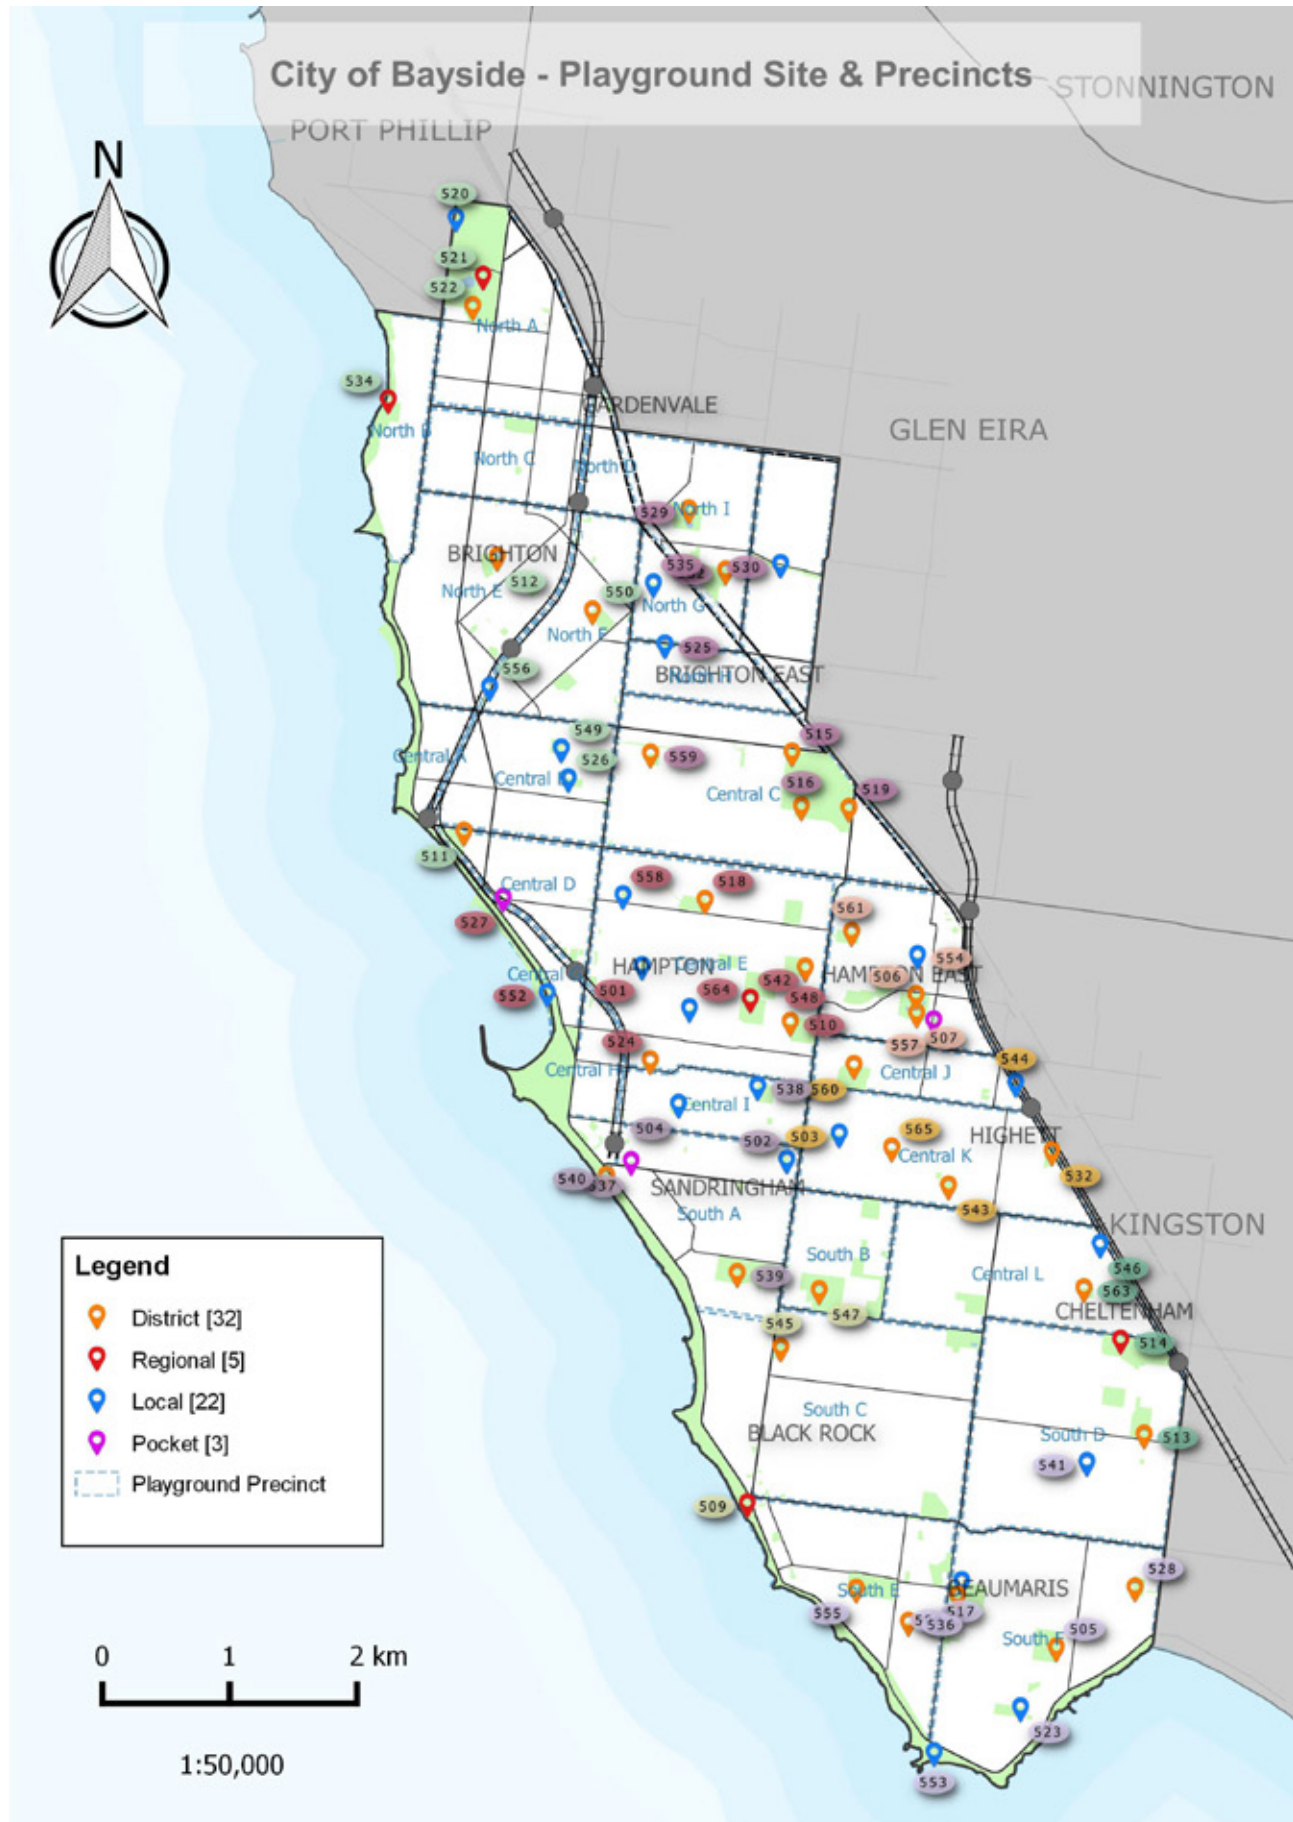 City of Bayside - Playground Site & Precincts
STONNINGTON
PORT PHILLIP
N
520
521
522
North A
534
GARDENVALE
North B
GLEN EIRA
North C
North D
529
North I
BRIGHTON
535
530
512
North E
550
North G
North F
525
BRIGHTON EAST
North H
556
549
515
526
559
Central A
Central B
516
519
Central C
511
558
518
Central D
561
527
554
HAMPTON
Central E
HAMPTON EAST
506
542
Central
552
501
564
548
510
524
557
507
544
Central H
Central J
538
560
Central I
504
502
503
565
HIGHETT
Central K
540
537
SANDRINGHAM
532
South A
543
KINGSTON
South B
546
539
Central L
563
CHELTENHAM
547
545
514
South C
BLACK ROCK
South D
513
541
509
528
BEAUMARIS
South E
555
517
536
505
South F
523
553
Legend
District [32]
Regional [5]
Local [22]
Pocket [3]
Playground Precinct
0 1 2 km
1:50,000